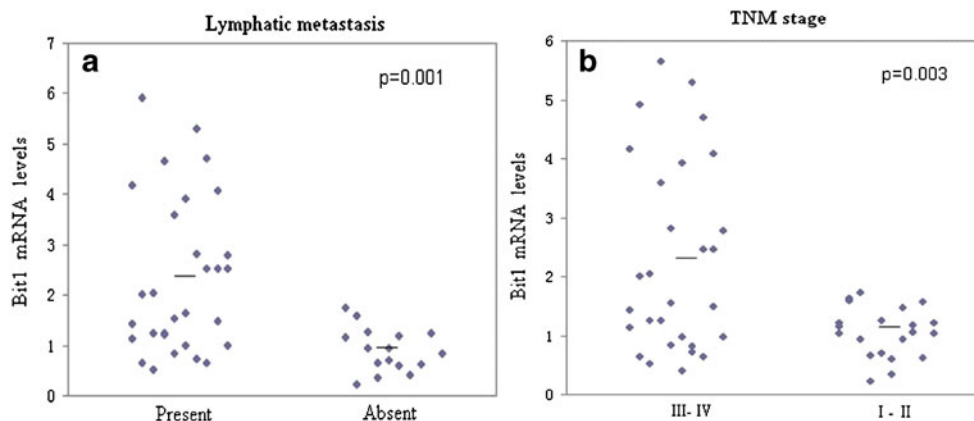 Lymphatic metastasis
a
p=0.001
7
6
5
4
3
2
1
0
Bit1 mRNA levels
Present
Absent
TNM stage
b
p=0.003
6
5
4
3
2
1
0
Bit1 mRNA levels
III-IV
I - II